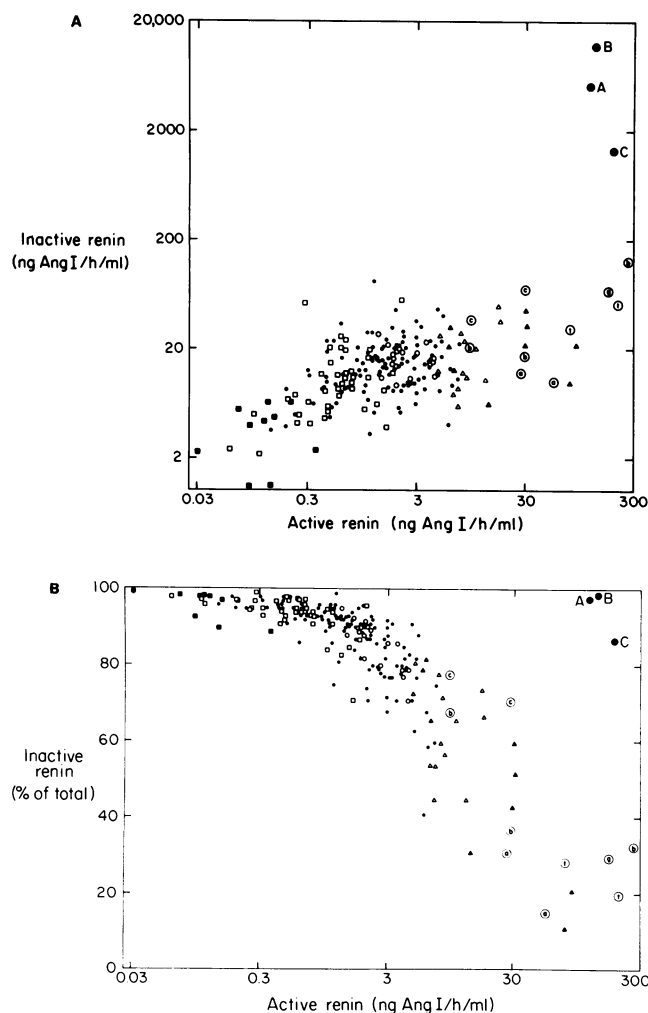 A
20,000
B
A
2000
C
Inactive renin
(ng Ang I/h/ml)
200
b
c
g
f
c
f
20
b
b
a
e
2
0.03 0.3 3 30 300
Active renin (ng Ang I/h/ml)
B
100
A B
C
80
c
c
b
60
Inactive
renin
(% of total)
40
b
b
a
f
g
20
f
e
0
0.03 0.3 3 30 300
Active renin (ng Ang I/h/ml)